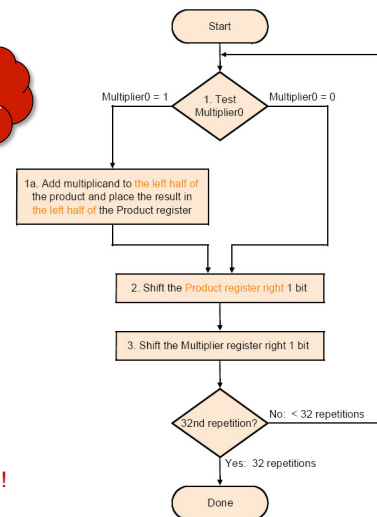 Start
1. Test
Multiplier0
Multiplier0 = 1
Multiplier0 = 0
1a. Add multiplicand to the left half of
the product and place the result in
the left half of the Product register
2. Shift the Product register right 1 bit
3. Shift the Multiplier register right 1 bit
32nd repetition?
No: < 32 repetitions
Yes: 32 repetitions
!
Done